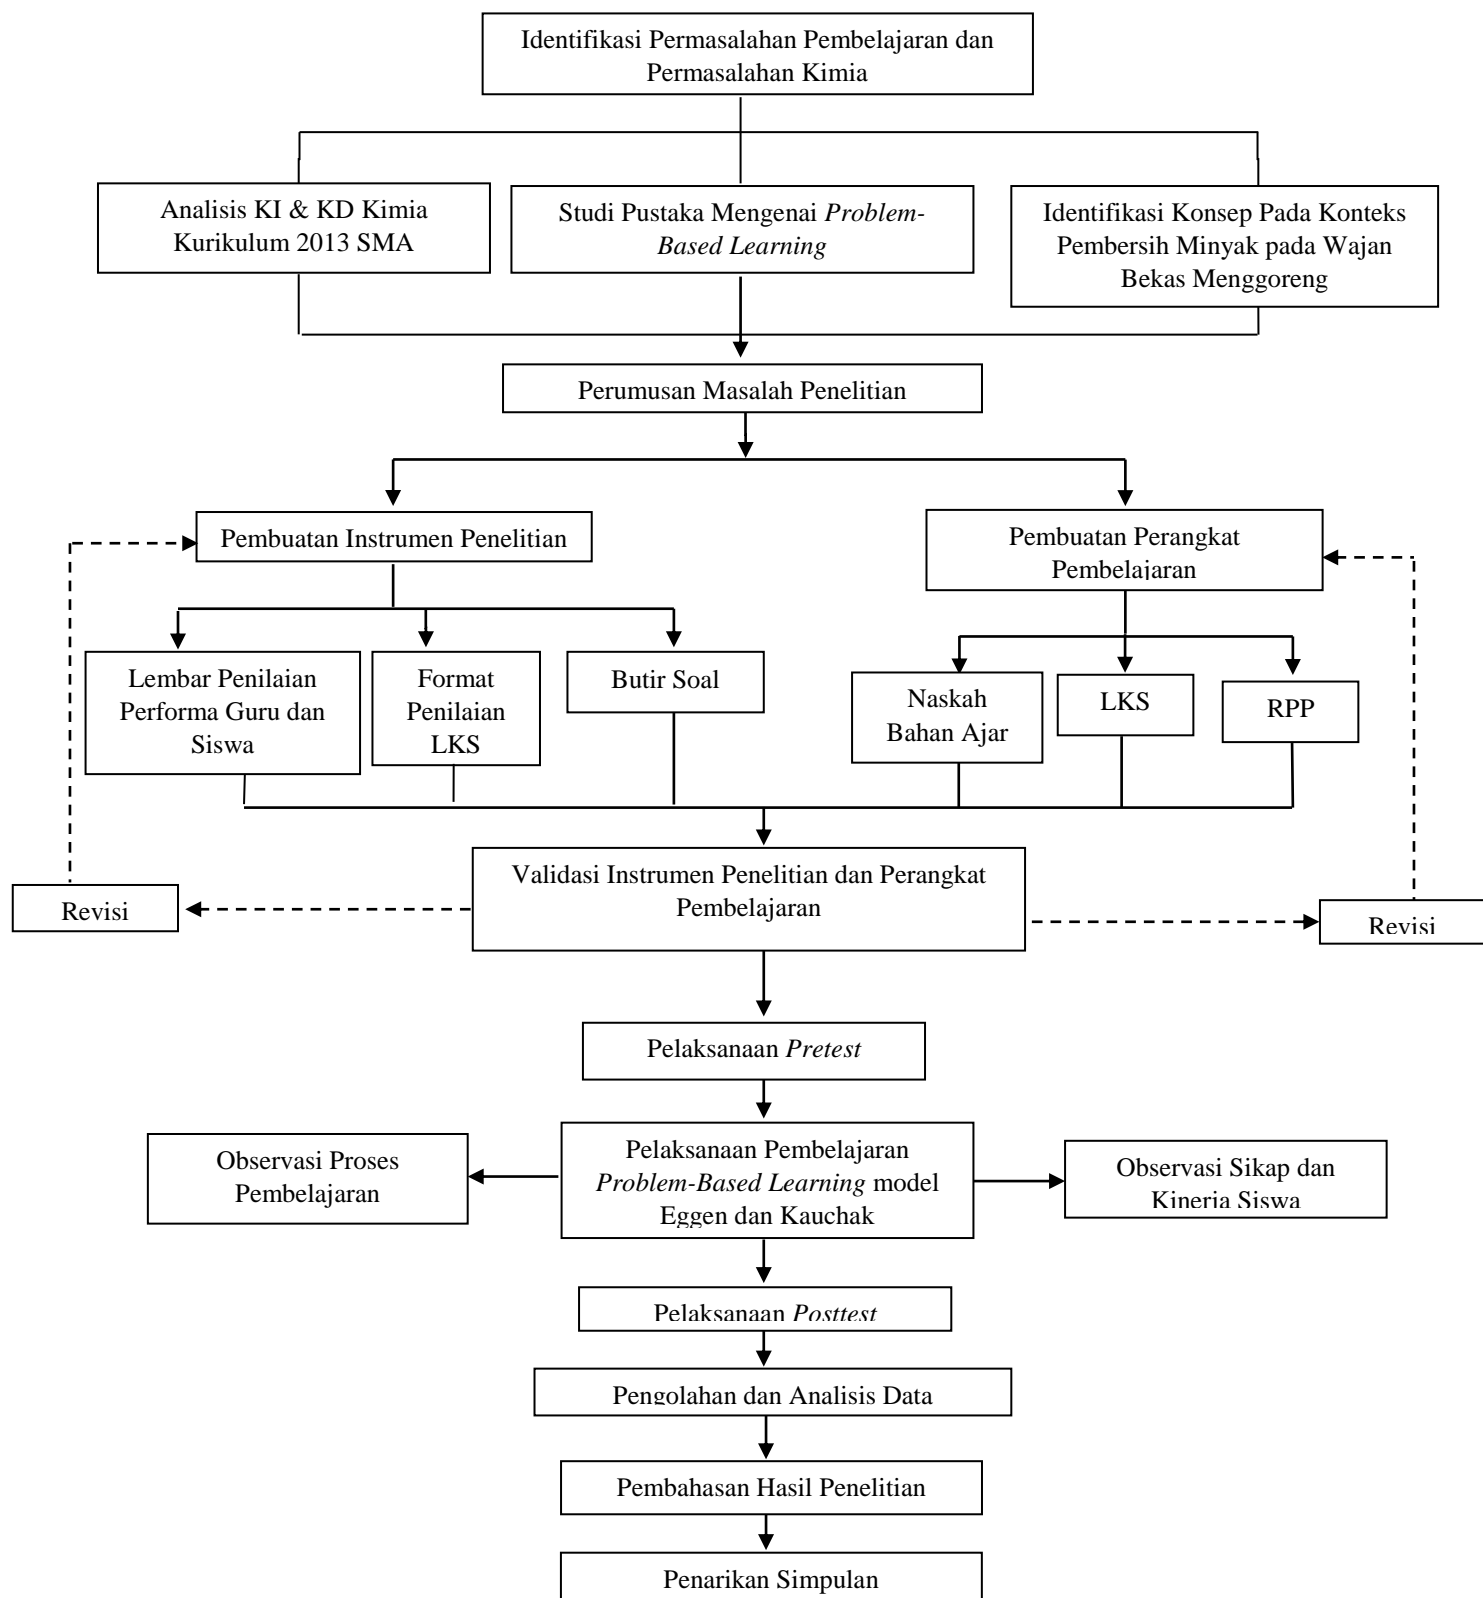 Identifikasi Permasalahan Pembelajaran dan
Permasalahan Kimia
Analisis KI & KD Kimia
Kurikulum 2013 SMA
Studi Pustaka Mengenai Problem-
Based Learning
Identifikasi Konsep Pada Konteks
Pembersih Minyak pada Wajan
Bekas Menggoreng
Perumusan Masalah Penelitian
Pembuatan Instrumen Penelitian
Pembuatan Perangkat
Pembelajaran
Lembar Penilaian
Performa Guru dan
Siswa
Format
Penilaian
LKS
Butir Soal
Naskah
Bahan Ajar
LKS
RPP
Validasi Instrumen Penelitian dan Perangkat
Pembelajaran
Revisi
Revisi
Pelaksanaan Pretest
Observasi Proses
Pembelajaran
Pelaksanaan Pembelajaran
Problem-Based Learning model
Eggen dan Kauchak
Observasi Sikap dan
Kinerja Siswa
Pelaksanaan Posttest
Pengolahan dan Analisis Data
Pembahasan Hasil Penelitian
Penarikan Simpulan